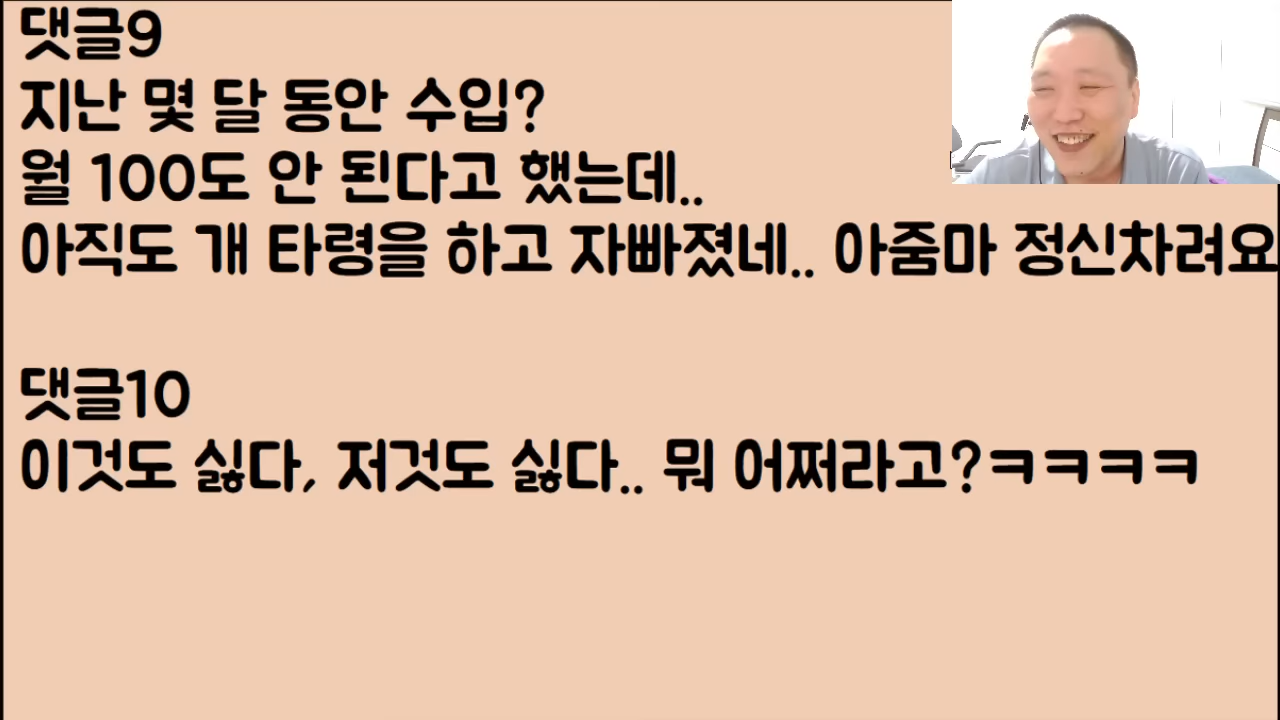 댓글9
지난 몇 달 동안 수입?
월 100도 안 된다고 했는데..
아직도 개 타령을 하고 자빠졌네.. 아줌마 정신차려요
댓글10
이것도 싫다, 저것도 싫다.. 뭐 어쩌라고?ㅋㅋㅋㅋ